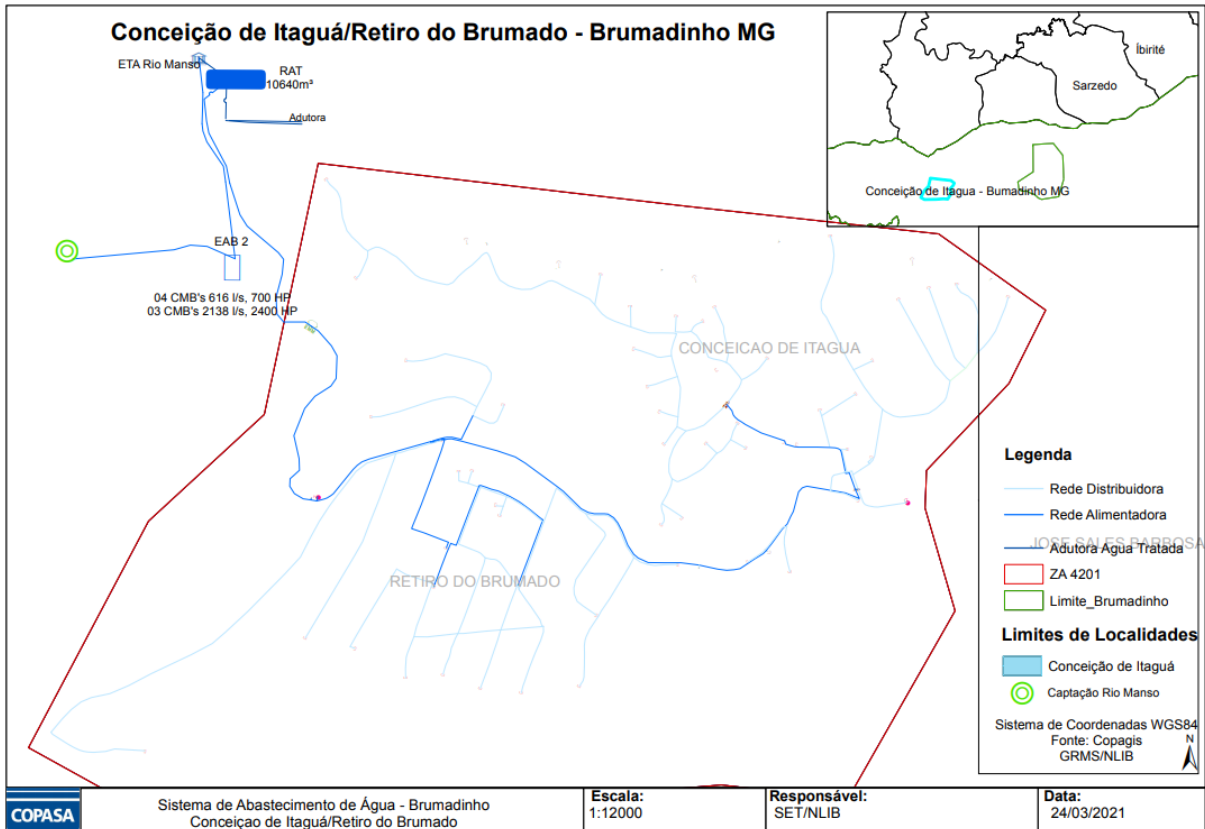 Conceição de Itaguá/Retiro do Brumado - Brumadinho MG
ETA Rio Manso
RAT
10640m³
Adutora
Íbirité
Sarzedo
Conceição de Itagua - Bumadinho MG
EAB 2
04 CMB's 616 l/s, 700 HP
03 CMB's 2138 l/s, 2400 HP
CONCEICAO DE ITAGUA
RETIRO DO BRUMADO
JOSE SALES BARBOSA
Legenda
Rede Distribuidora
Rede Alimentadora
Adutora Agua Tratada
ZA 4201
Limite_Brumadinho
Limites de Localidades
Conceição de Itaguá
Captação Rio Manso
Sistema de Coordenadas WGS84
Fonte: Copagis
GRMS/NLIB
N
COPASA
Sistema de Abastecimento de Água - Brumadinho
Conceiçao de Itaguá/Retiro do Brumado
Escala:
1:12000
Responsável:
SET/NLIB
Data:
24/03/2021